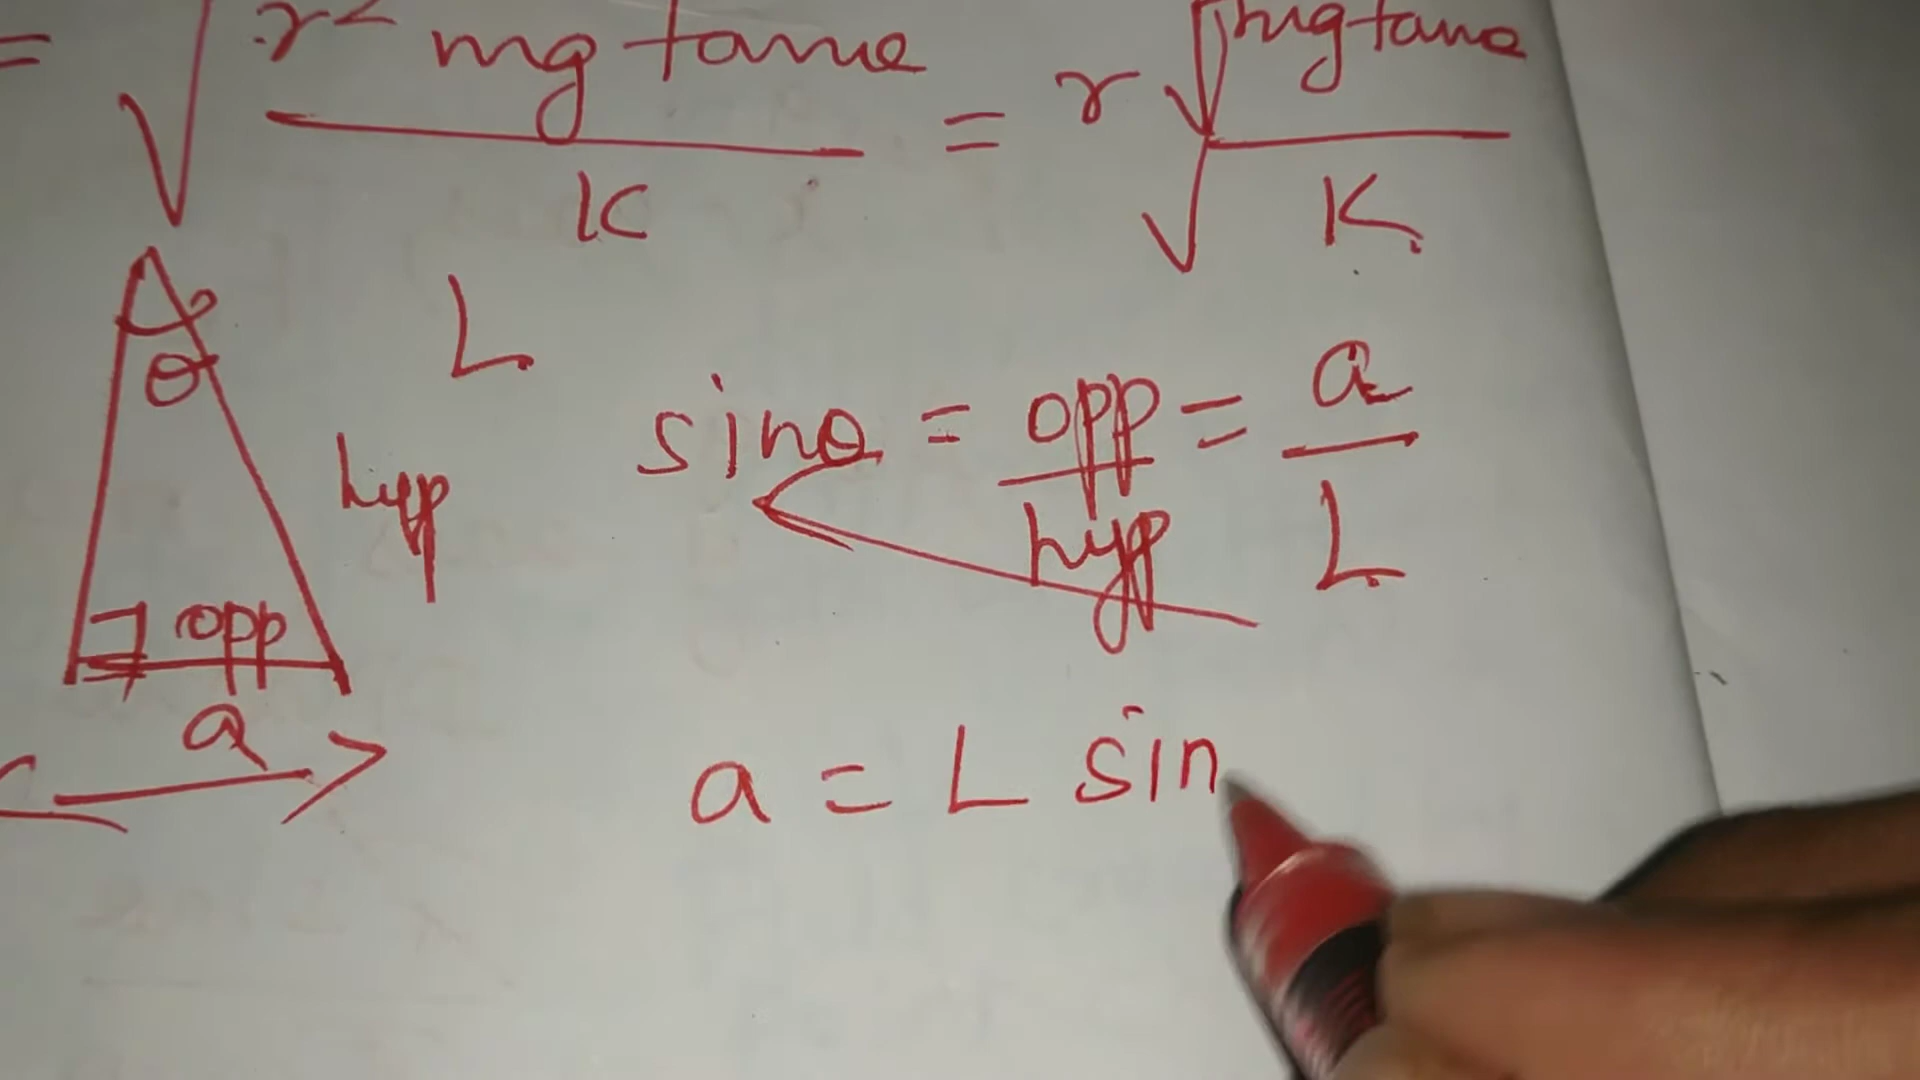 = √ r² mg tanθ / K = r √ mg tanθ / K
θ
L
hyp
sinθ = opp / hyp = a / L
opp
a
a = L sin